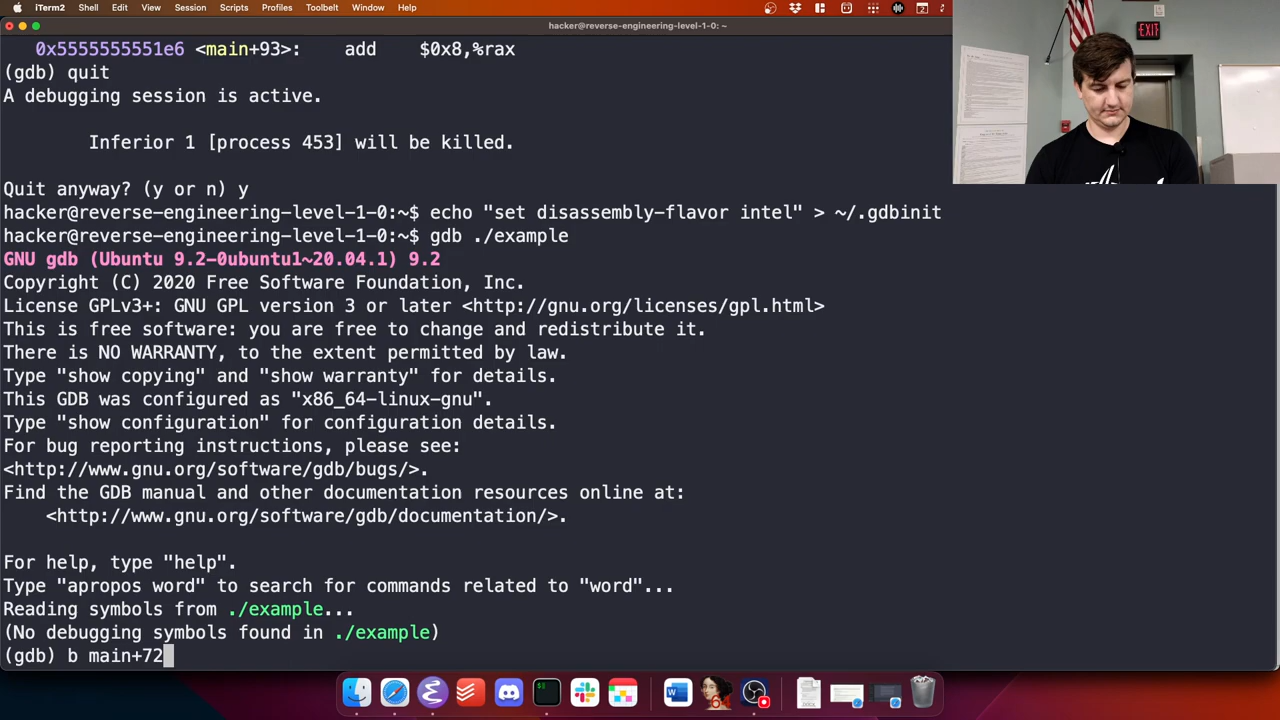 iTerm2 Shell Edit View Session Scripts Profiles Toolbelt Window Help
hacker@reverse-engineering-level-1-0: ~
0x5555555551e6 <main+93>: add $0x8,%rax
(gdb) quit
A debugging session is active.
Inferior 1 [process 453] will be killed.
Quit anyway? (y or n) y
hacker@reverse-engineering-level-1-0:~$ echo "set disassembly-flavor intel" > ~/.gdbinit
hacker@reverse-engineering-level-1-0:~$ gdb ./example
GNU gdb (Ubuntu 9.2-0ubuntu1~20.04.1) 9.2
Copyright (C) 2020 Free Software Foundation, Inc.
License GPLv3+: GNU GPL version 3 or later <http://gnu.org/licenses/gpl.html>
This is free software: you are free to change and redistribute it.
There is NO WARRANTY, to the extent permitted by law.
Type "show copying" and "show warranty" for details.
This GDB was configured as "x86_64-linux-gnu".
Type "show configuration" for configuration details.
For bug reporting instructions, please see:
<http://www.gnu.org/software/gdb/bugs/>.
Find the GDB manual and other documentation resources online at:
<http://www.gnu.org/software/gdb/documentation/>.
For help, type "help".
Type "apropos word" to search for commands related to "word"...
Reading symbols from ./example...
(No debugging symbols found in ./example)
(gdb) b main+72
EXIT